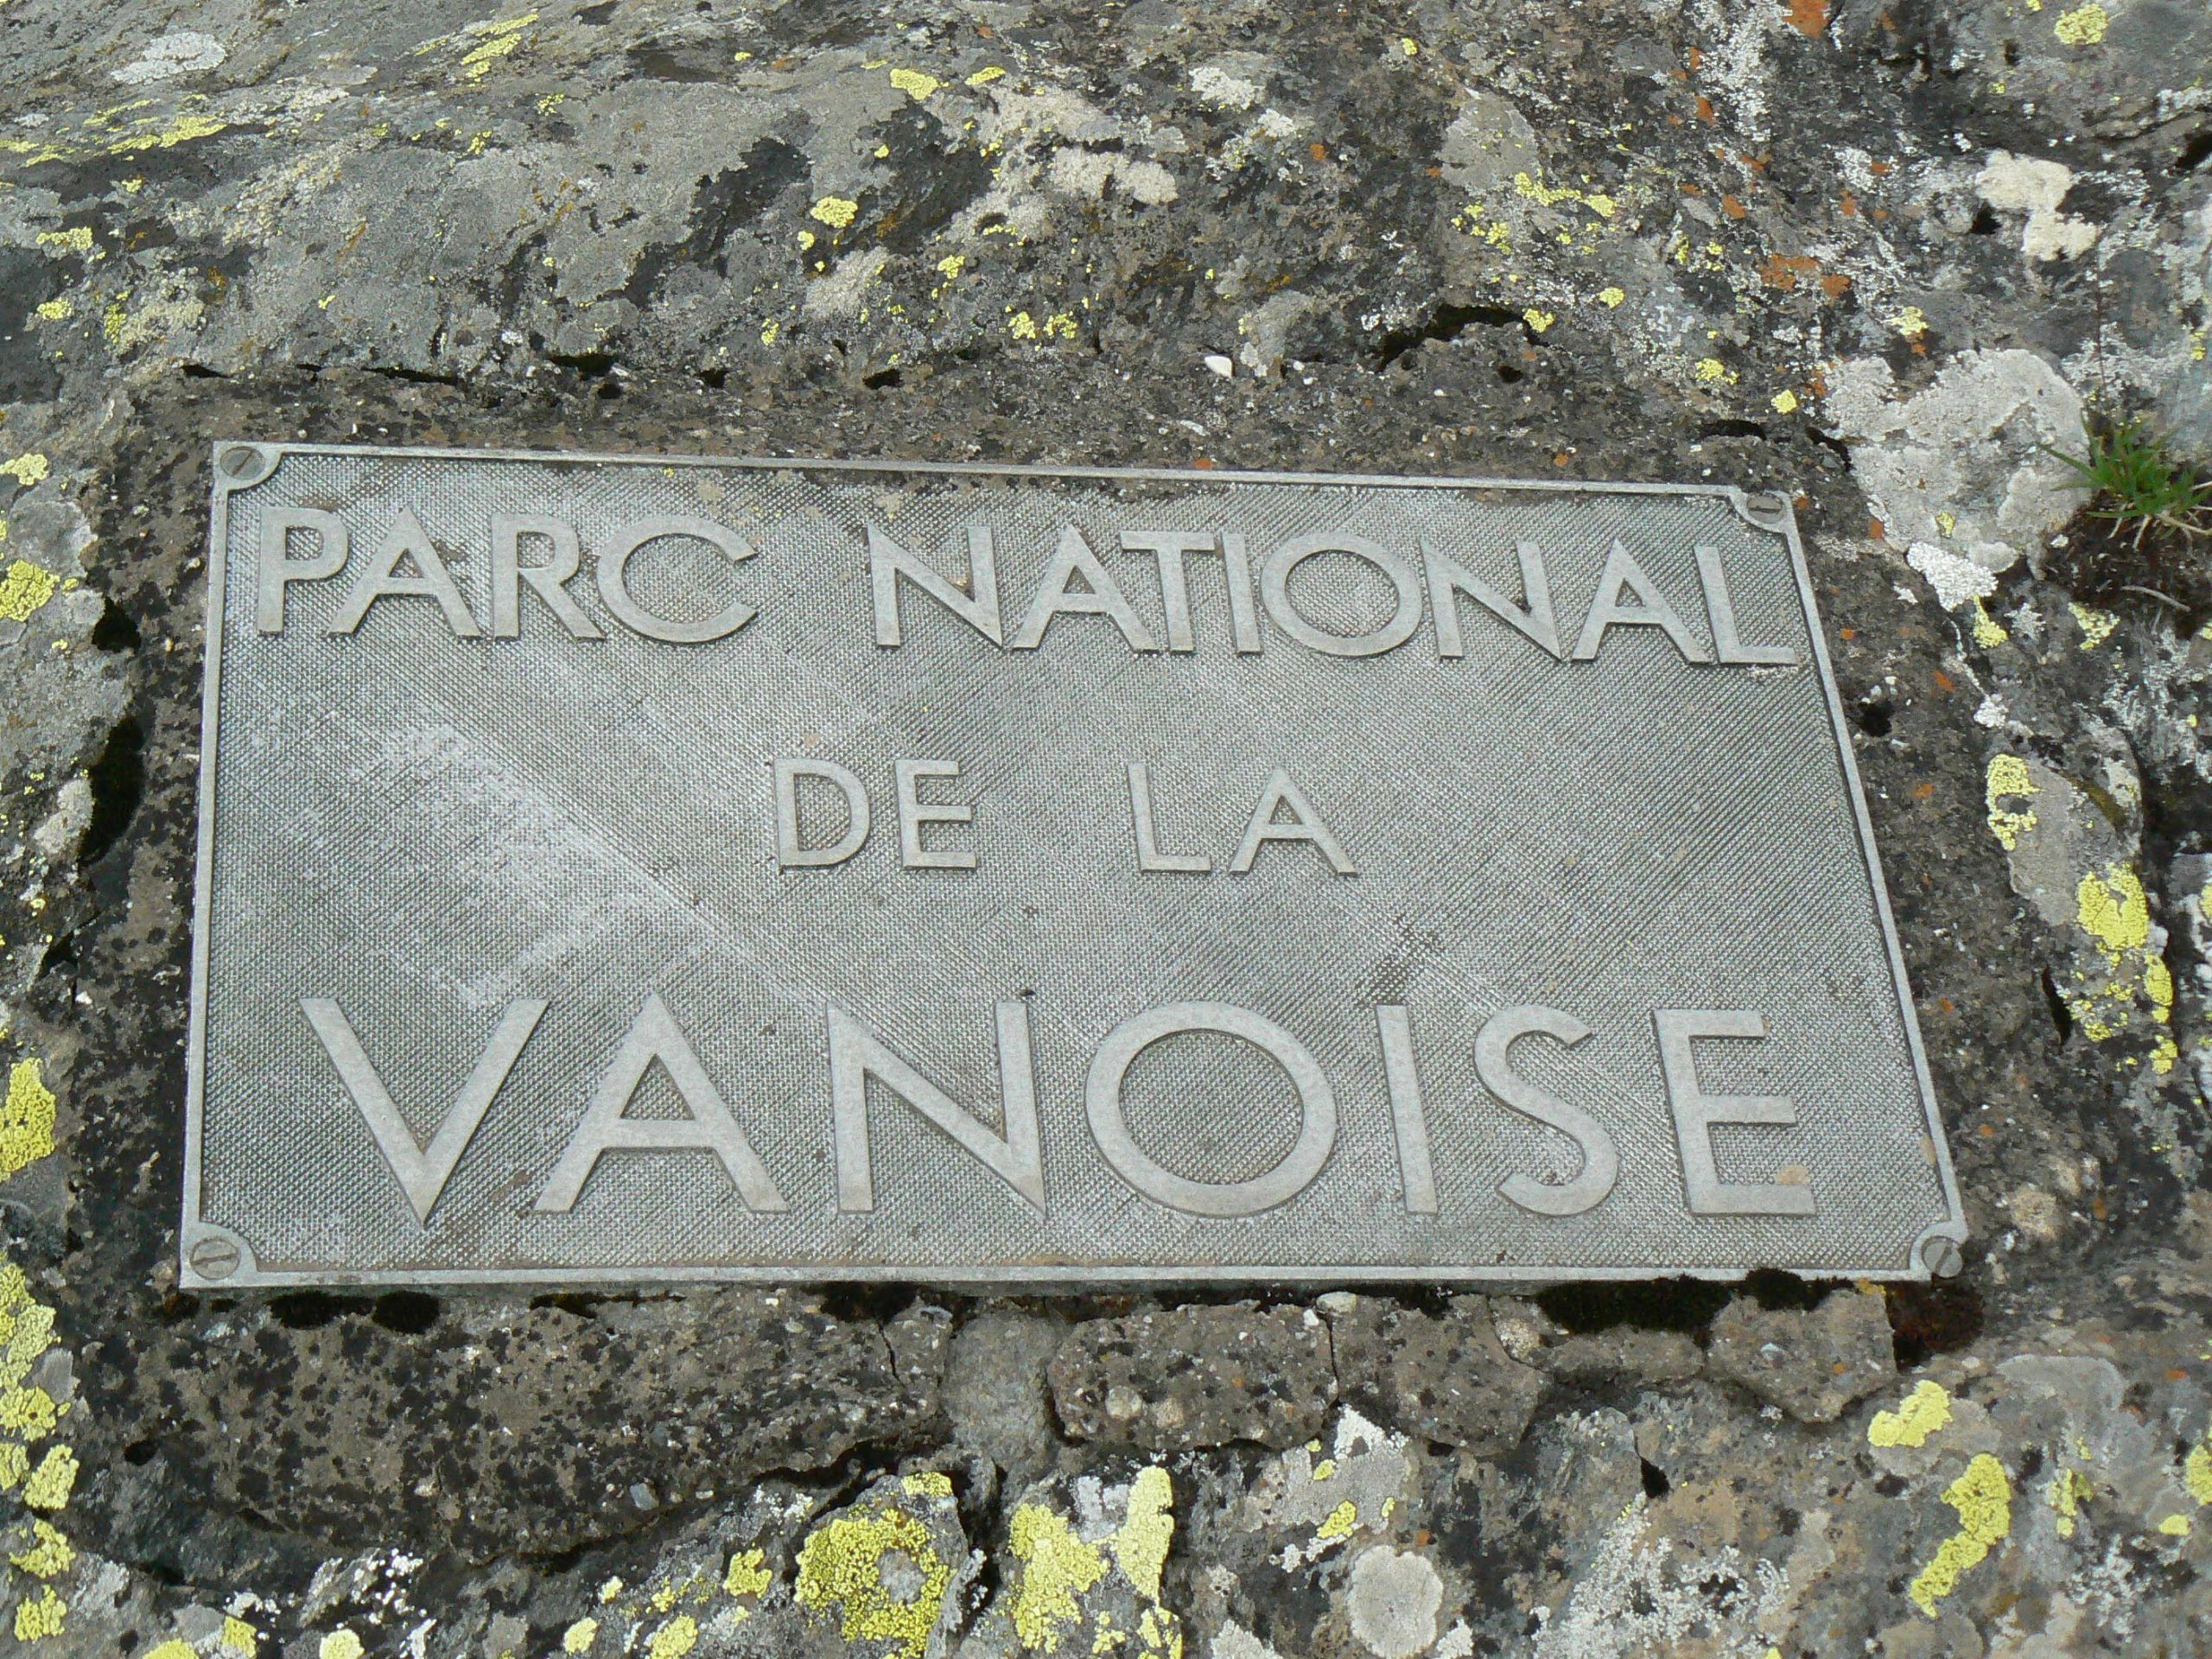 PARC NATIONAL
DE LA
VANOISE